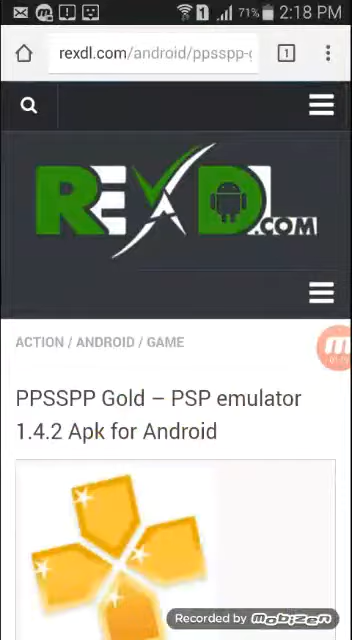 71% 2:18 PM
rexdl.com/android/ppsspp-g
1
REXDL
.COM
ACTION / ANDROID / GAME
PPSSPP Gold – PSP emulator
1.4.2 Apk for Android
Recorded by mobizen